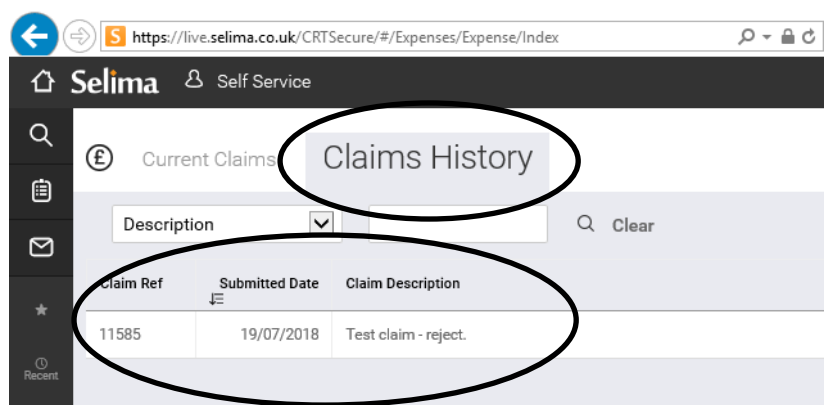 https://live.selima.co.uk/CRTSecure/#/Expenses/Expense/Index
Selima Self Service
£ Current Claims Claims History
Description Clear
Claim Ref Submitted Date Claim Description
11585 19/07/2018 Test claim - reject.
Recent